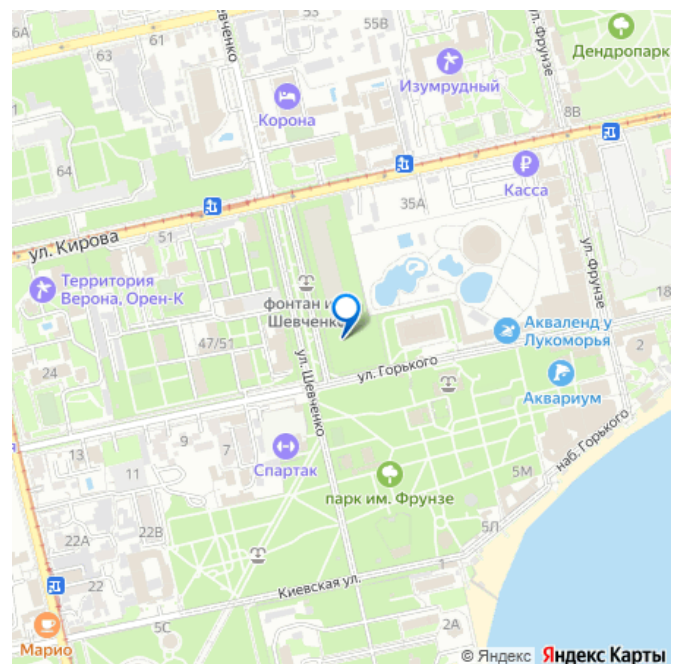 53
55В
ул. Фрунзе
Дендропарк
61
63
Шевченко
Изумрудный
Корона
8В
64
Касса
35А
ул. Кирова
51
Территория
Верона, Орен-К
фонтан и
Шевченко
ул. Фрунзе
18
Акваленд у
Лукоморья
2
47/51
ул. Шевченко
ул. Горького
24
Аквариум
9
7
13
11
Спартак
5М
наб. Горького
парк им. Фрунзе
22В
5Л
22А
22
Киевская ул.
1
5С
2А
Марио
© Яндекс Яндекс Карты